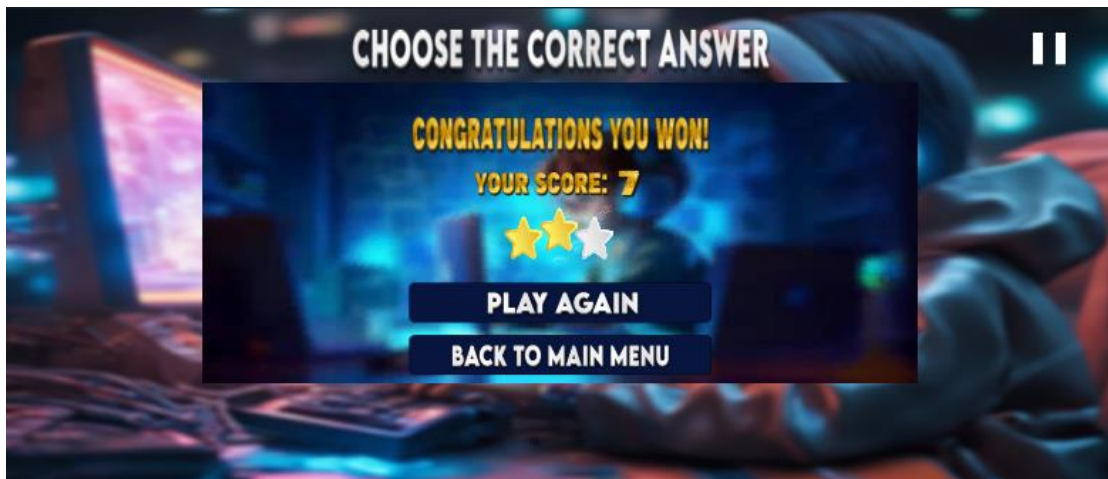 CHOOSE THE CORRECT ANSWER
CONGRATULATIONS YOU WON!
YOUR SCORE: 7
PLAY AGAIN
BACK TO MAIN MENU